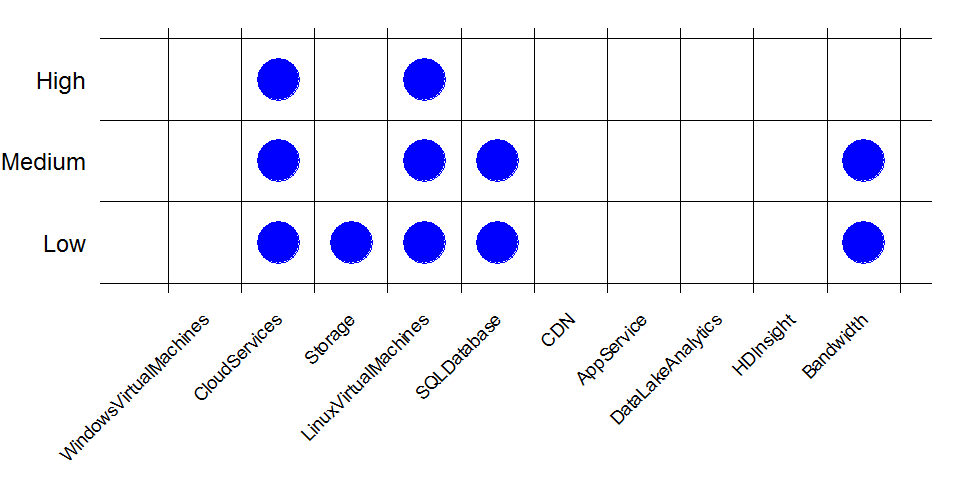 High
Medium
Low
WindowsVirtualMachines
CloudServices
Storage
LinuxVirtualMachines
SQLDatabase
CDN
AppService
DataLakeAnalytics
HDInsight
Bandwidth